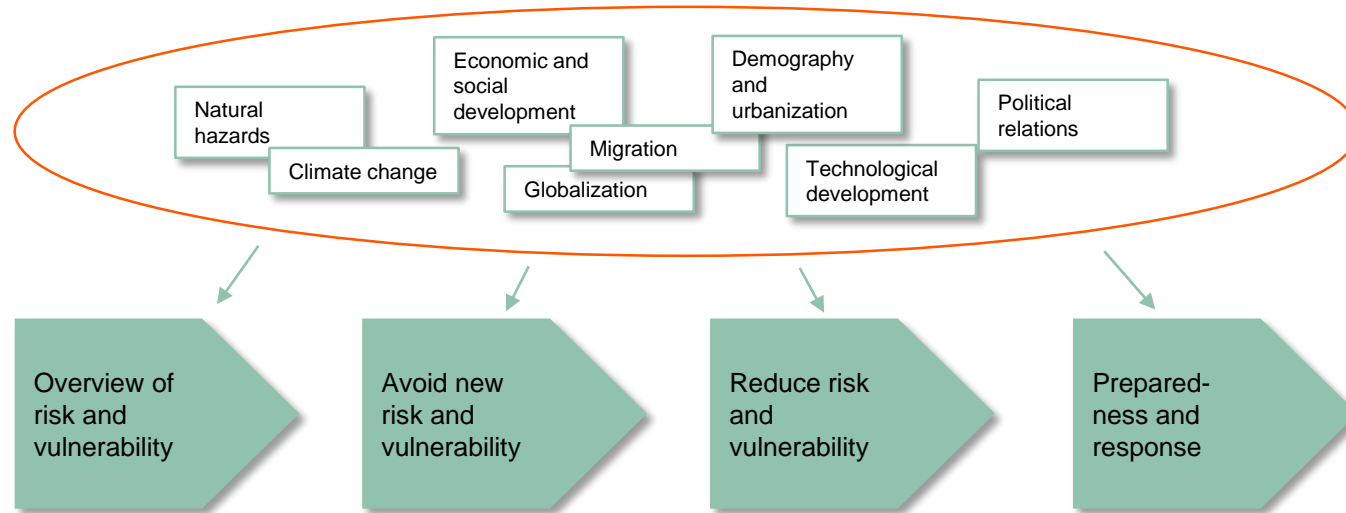 Natural
hazards
Climate change
Economic and
social
development
Migration
Globalization
Demography
and
urbanization
Technological
development
Political
relations
Overview of
risk and
vulnerability
Avoid new
risk and
vulnerability
Reduce risk
and
vulnerability
Prepared-
ness and
response